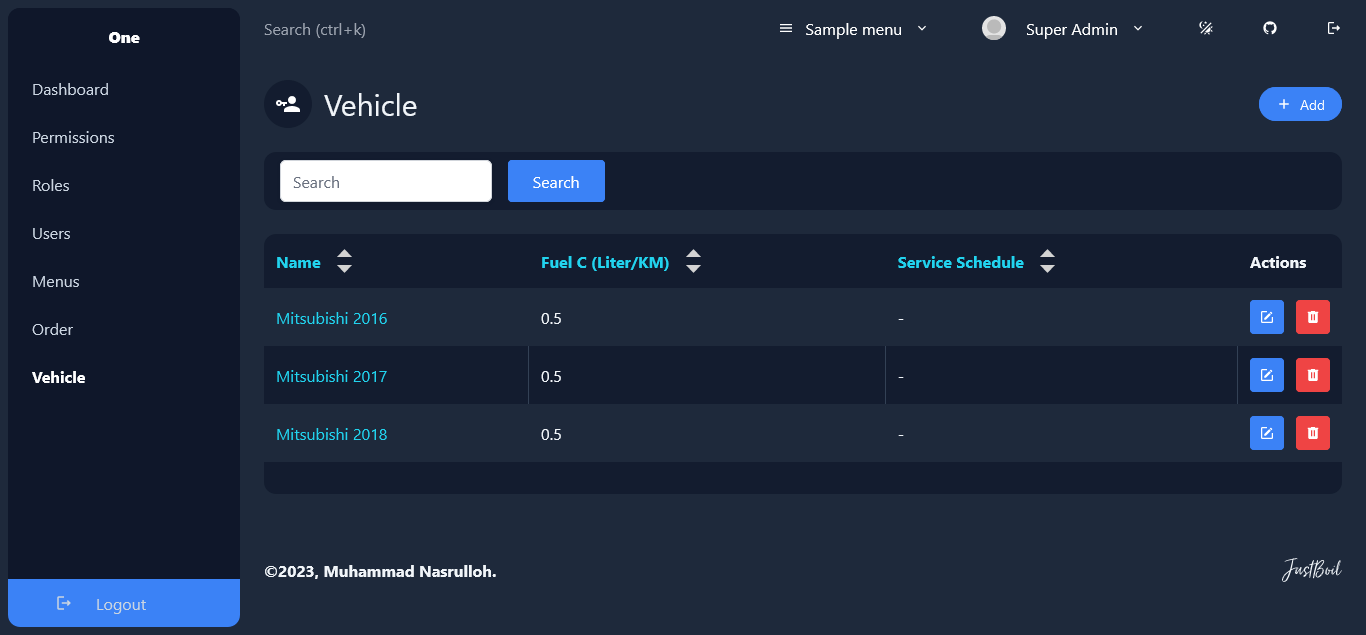 One
Dashboard
Permissions
Roles
Users
Menus
Order
Vehicle
Logout
Search (ctrl+k)
Sample menu
Super Admin
Vehicle
Add
Search
Search
Name Fuel C (Liter/KM) Service Schedule Actions
Mitsubishi 2016 0.5 -
Mitsubishi 2017 0.5 -
Mitsubishi 2018 0.5 -
©2023, Muhammad Nasrulloh.
JustBoil